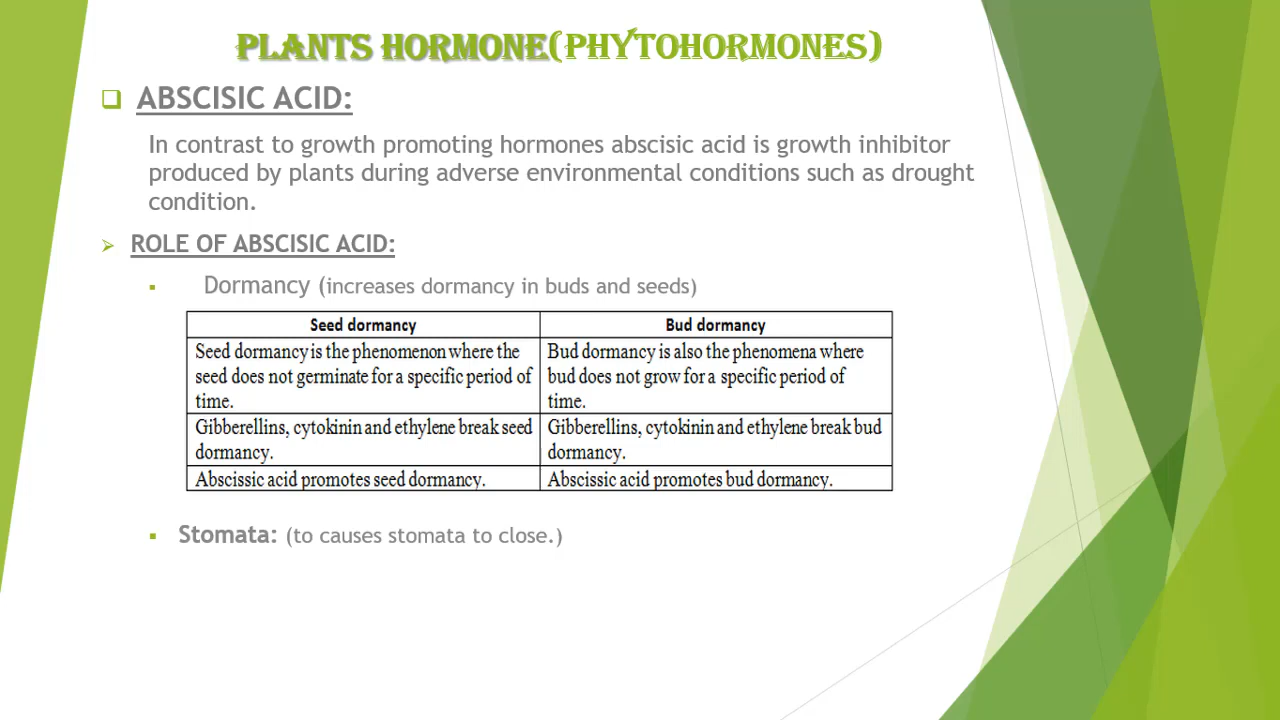 PLANTS HORMONE(PHYTOHORMONES)
ABSCISIC ACID:
In contrast to growth promoting hormones abscisic acid is growth inhibitor
produced by plants during adverse environmental conditions such as drought
condition.
ROLE OF ABSCISIC ACID:
Dormancy (increases dormancy in buds and seeds)
Seed dormancy
Bud dormancy
Seed dormancy is the phenomenon where the
seed does not germinate for a specific period of
time.
Bud dormancy is also the phenomena where
bud does not grow for a specific period of
time.
Gibberellins, cytokinin and ethylene break seed
dormancy.
Gibberellins, cytokinin and ethylene break bud
dormancy.
Abscissic acid promotes seed dormancy.
Abscissic acid promotes bud dormancy.
Stomata: (to causes stomata to close.)